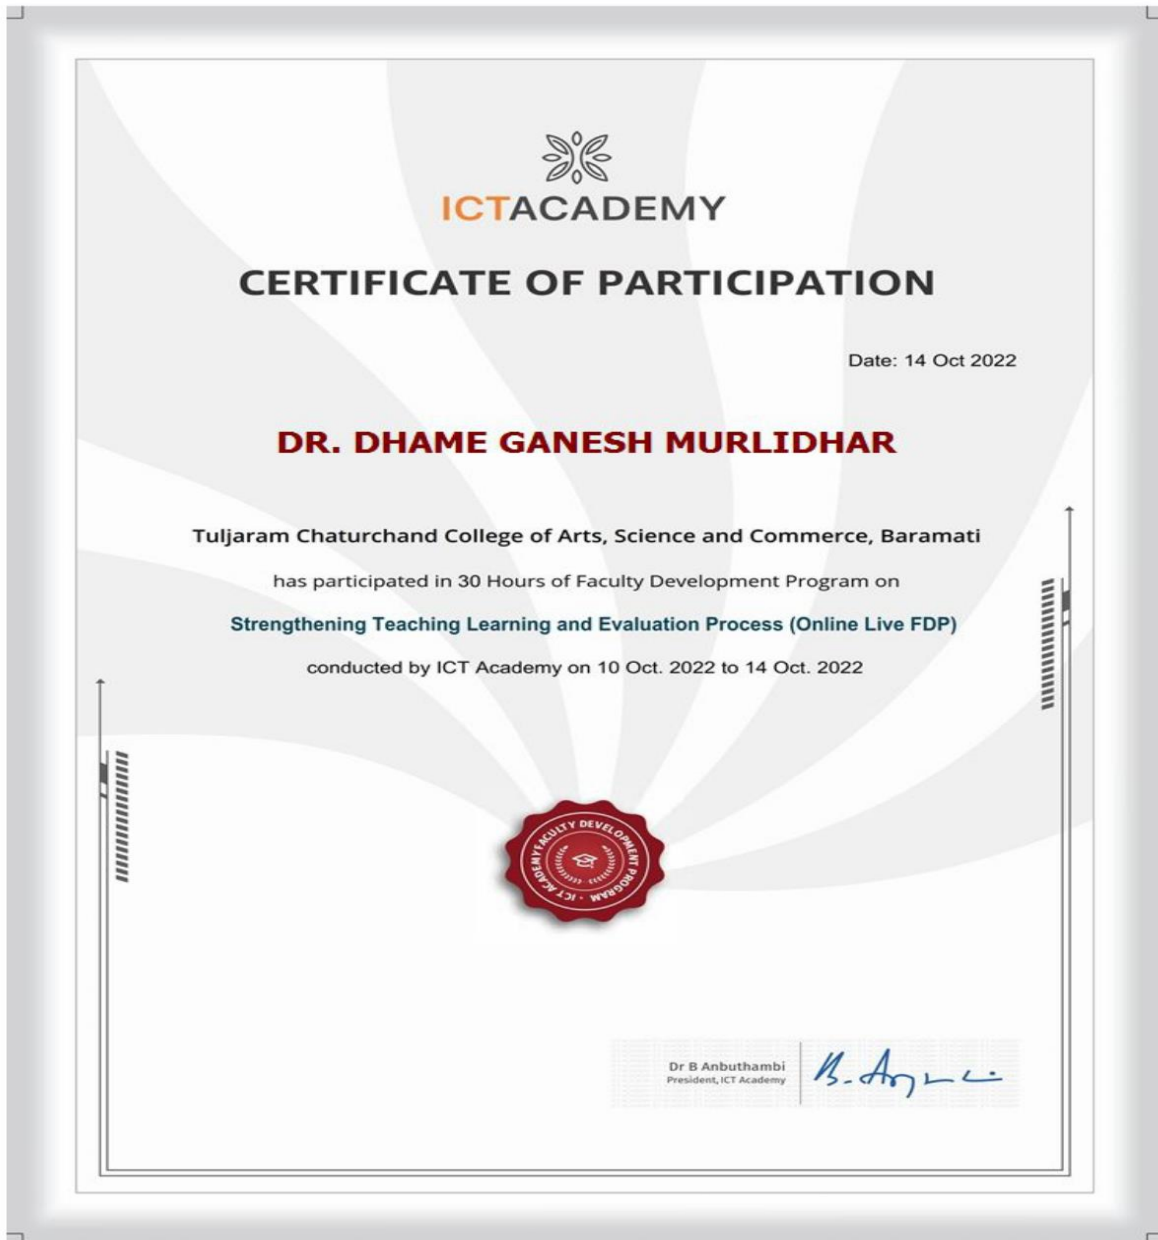 ICTACADEMY
CERTIFICATE OF PARTICIPATION
Date: 14 Oct 2022
DR. DHAME GANESH MURLIDHAR
Tuljaram Chaturchand College of Arts, Science and Commerce, Baramati
has participated in 30 Hours of Faculty Development Program on
Strengthening Teaching Learning and Evaluation Process (Online Live FDP)
conducted by ICT Academy on 10 Oct. 2022 to 14 Oct. 2022
FACULTY DEVELOPMENT PROGRAM · ICT ACADEMY
Dr B Anbuthambi
President, ICT Academy